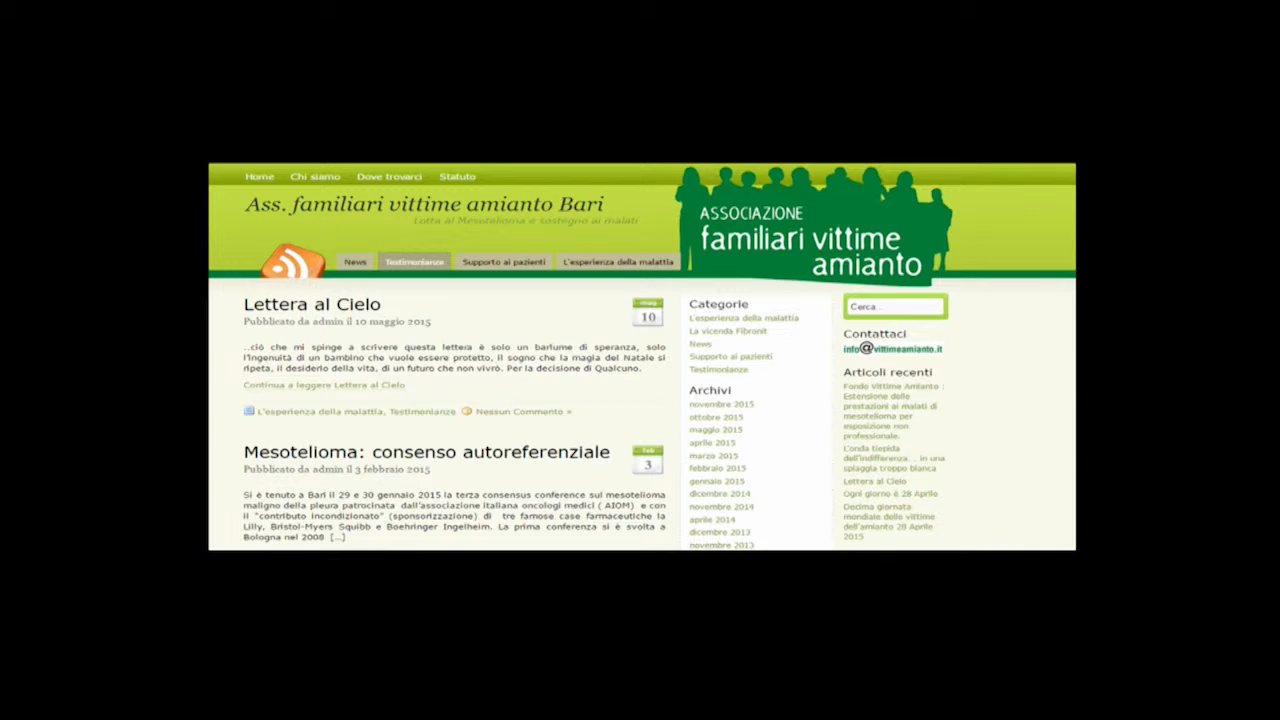 Home Chi siamo Dove trovarci Statuto
Ass. familiari vittime amianto Bari
Lotta al Mesotelioma e sostegno ai malati
ASSOCIAZIONE
familiari vittime
amianto
News Testimonianze Supporto ai pazienti L'esperienza della malattia
Lettera al Cielo
Pubblicato da admin il 10 maggio 2015
mag
10
..ciò che mi spinge a scrivere questa lettera è solo un barlume di speranza, solo
l'ingenuità di un bambino che vuole essere protetto, il sogno che la magia del Natale si
ripeta, il desiderio della vita, di un futuro che non vivrò. Per la decisione di Qualcuno.
Continua a leggere Lettera al Cielo
L'esperienza della malattia, Testimonianze Nessun Commento »
Mesotelioma: consenso autoreferenziale
Pubblicato da admin il 3 febbraio 2015
feb
3
Si è tenuto a Bari il 29 e 30 gennaio 2015 la terza consensus conference sul mesotelioma
maligno della pleura patrocinata dall'associazione italiana oncologi medici ( AIOM) e con
il "contributo incondizionato" (sponsorizzazione) di tre famose case farmaceutiche la
Lilly, Bristol-Myers Squibb e Boehringer Ingelheim. La prima conferenza si è svolta a
Bologna nel 2008 [...]
Categorie
L'esperienza della malattia
La vicenda Fibronit
News
Supporto ai pazienti
Testimonianze
Archivi
novembre 2015
ottobre 2015
maggio 2015
aprile 2015
marzo 2015
febbraio 2015
gennaio 2015
dicembre 2014
novembre 2014
aprile 2014
dicembre 2013
novembre 2013
Cerca...
Contattaci
info@vittimeamianto.it
Articoli recenti
Fondo Vittime Amianto :
Estensione delle
prestazioni ai malati di
mesotelioma per
esposizione non
professionale.
L'onda tiepida
dell'indifferenza... in una
spiaggia troppo bianca
Lettera al Cielo
Ogni giorno è 28 Aprile
Decima giornata
mondiale delle vittime
dell'amianto 28 Aprile
2015